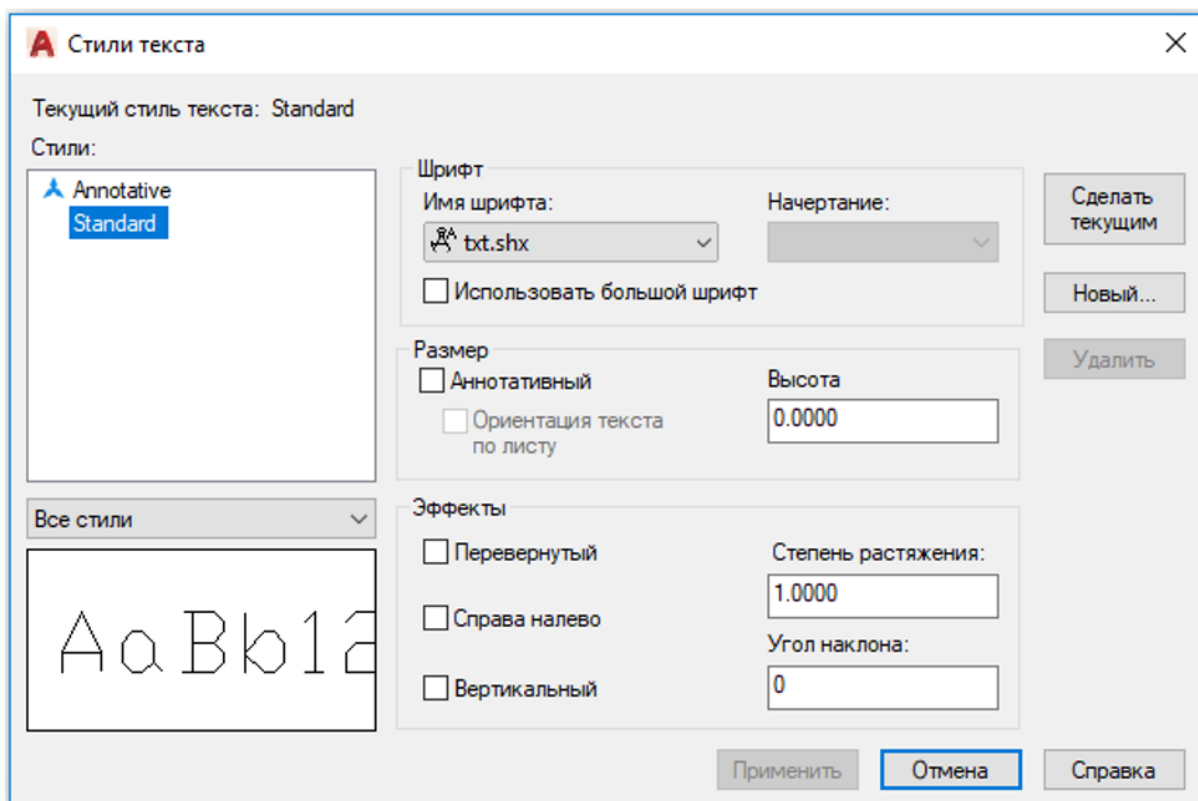 Стили текста
Текущий стиль текста: Standard
Стили:
Annotative
Standard
Все стили
AaBb12
Шрифт
Имя шрифта:
txt.shx
Начертание:
Использовать большой шрифт
Размер
Аннотативный
Ориентация текста
по листу
Высота
0.0000
Эффекты
Перевернутый
Справа налево
Вертикальный
Степень растяжения:
1.0000
Угол наклона:
0
Сделать
текущим
Новый...
Удалить
Применить
Отмена
Справка